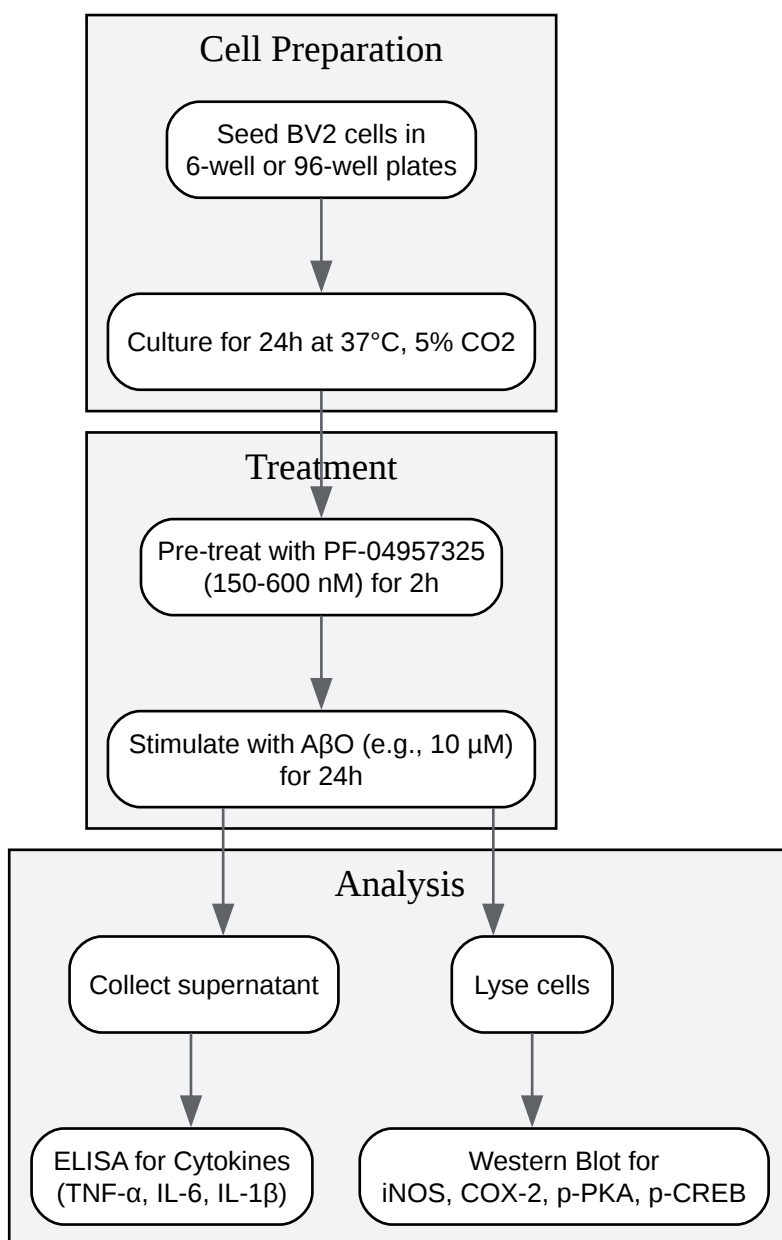 Cell Preparation
Seed BV2 cells in
6-well or 96-well plates
Culture for 24h at 37°C, 5% CO2
Treatment
Pre-treat with PF-04957325
(150-600 nM) for 2h
Stimulate with AβO (e.g., 10 µM)
for 24h
Analysis
Collect supernatant
Lyse cells
ELISA for Cytokines
(TNF-α, IL-6, IL-1β)
Western Blot for
iNOS, COX-2, p-PKA, p-CREB